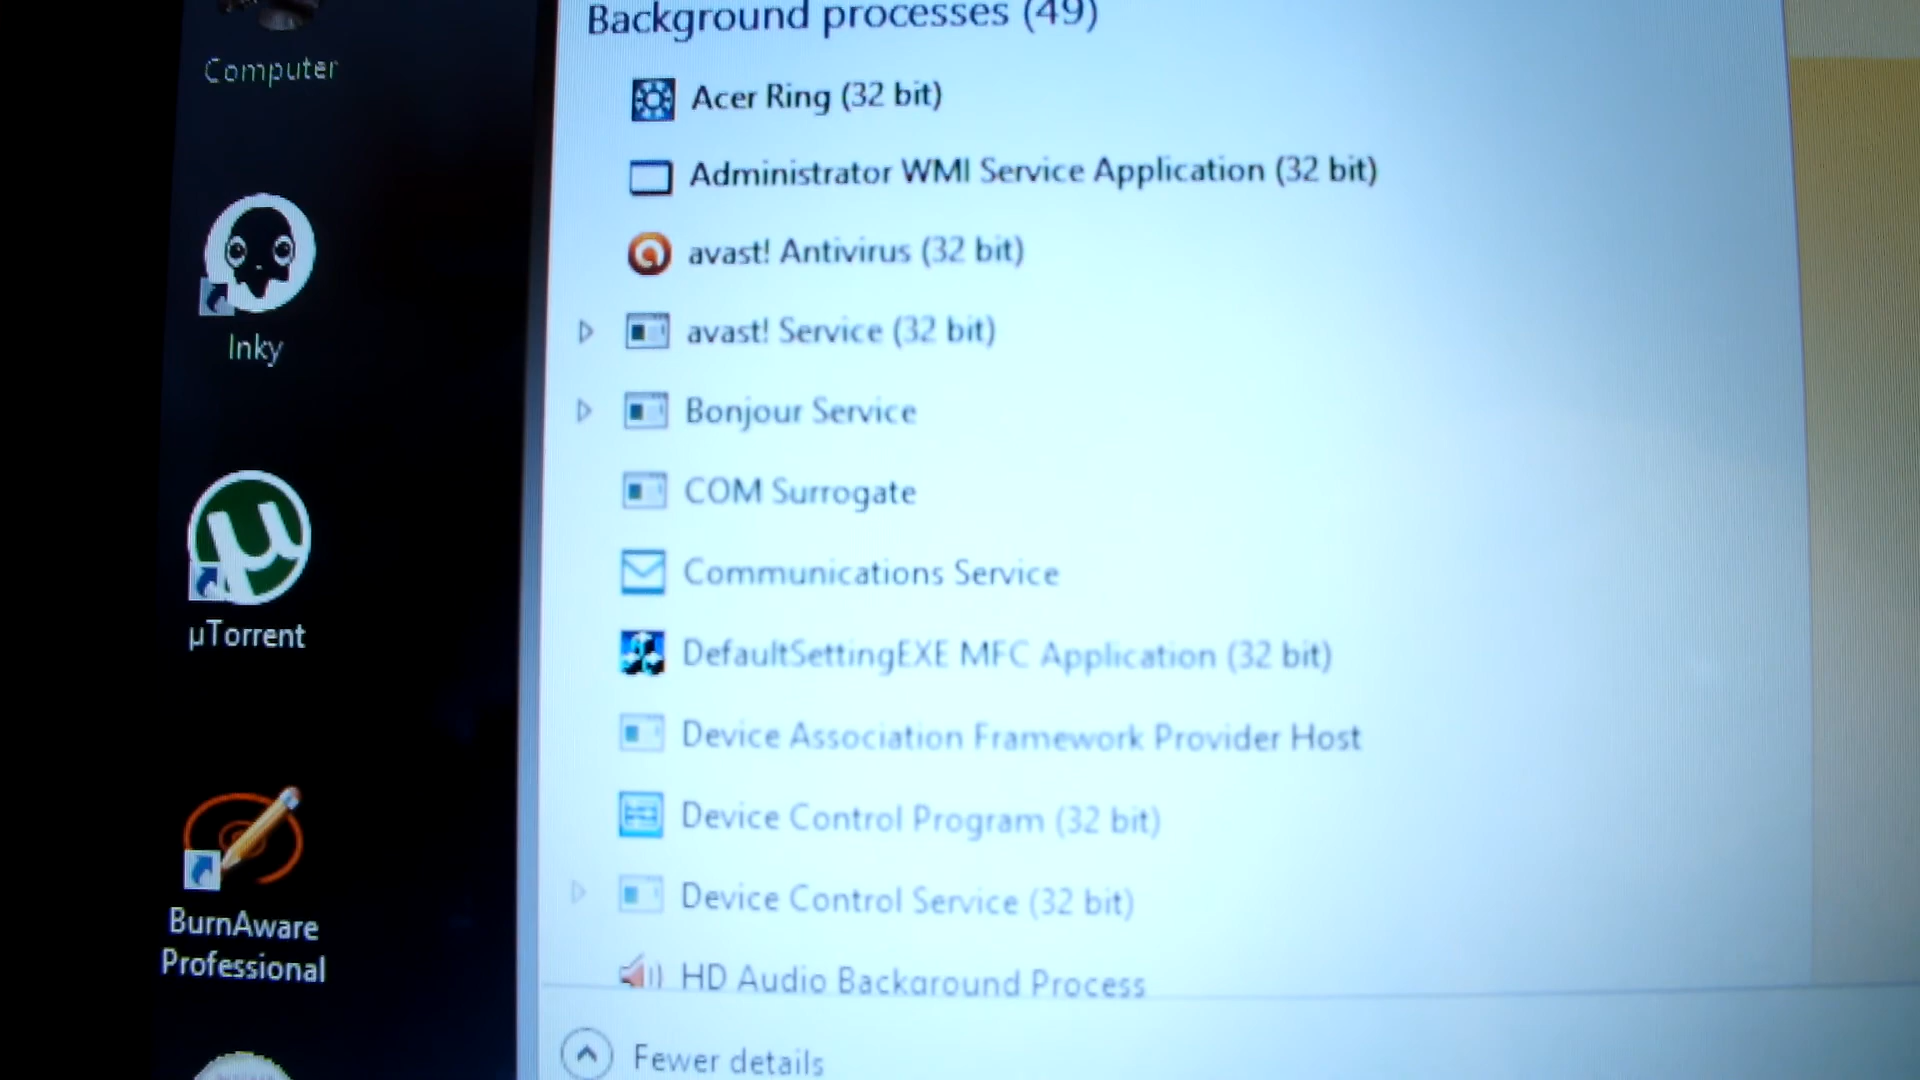 Computer
Inky
µTorrent
BurnAware
Professional
Background processes (49)
Acer Ring (32 bit)
Administrator WMI Service Application (32 bit)
avast! Antivirus (32 bit)
avast! Service (32 bit)
Bonjour Service
COM Surrogate
Communications Service
DefaultSettingEXE MFC Application (32 bit)
Device Association Framework Provider Host
Device Control Program (32 bit)
Device Control Service (32 bit)
HD Audio Background Process
Fewer details